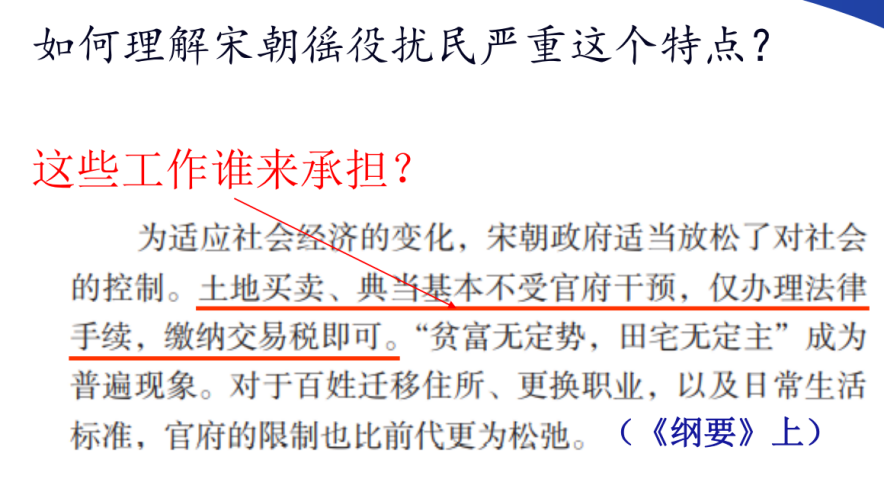 如何理解宋朝徭役扰民严重这个特点？
这些工作谁来承担？
为适应社会经济的变化，宋朝政府适当放松了对社会
的控制。土地买卖、典当基本不受官府干预，仅办理法律
手续，缴纳交易税即可。“贫富无定势，田宅无定主”成为
普遍现象。对于百姓迁移住所、更换职业，以及日常生活
标准，官府的限制也比前代更为松弛。（《纲要》上）